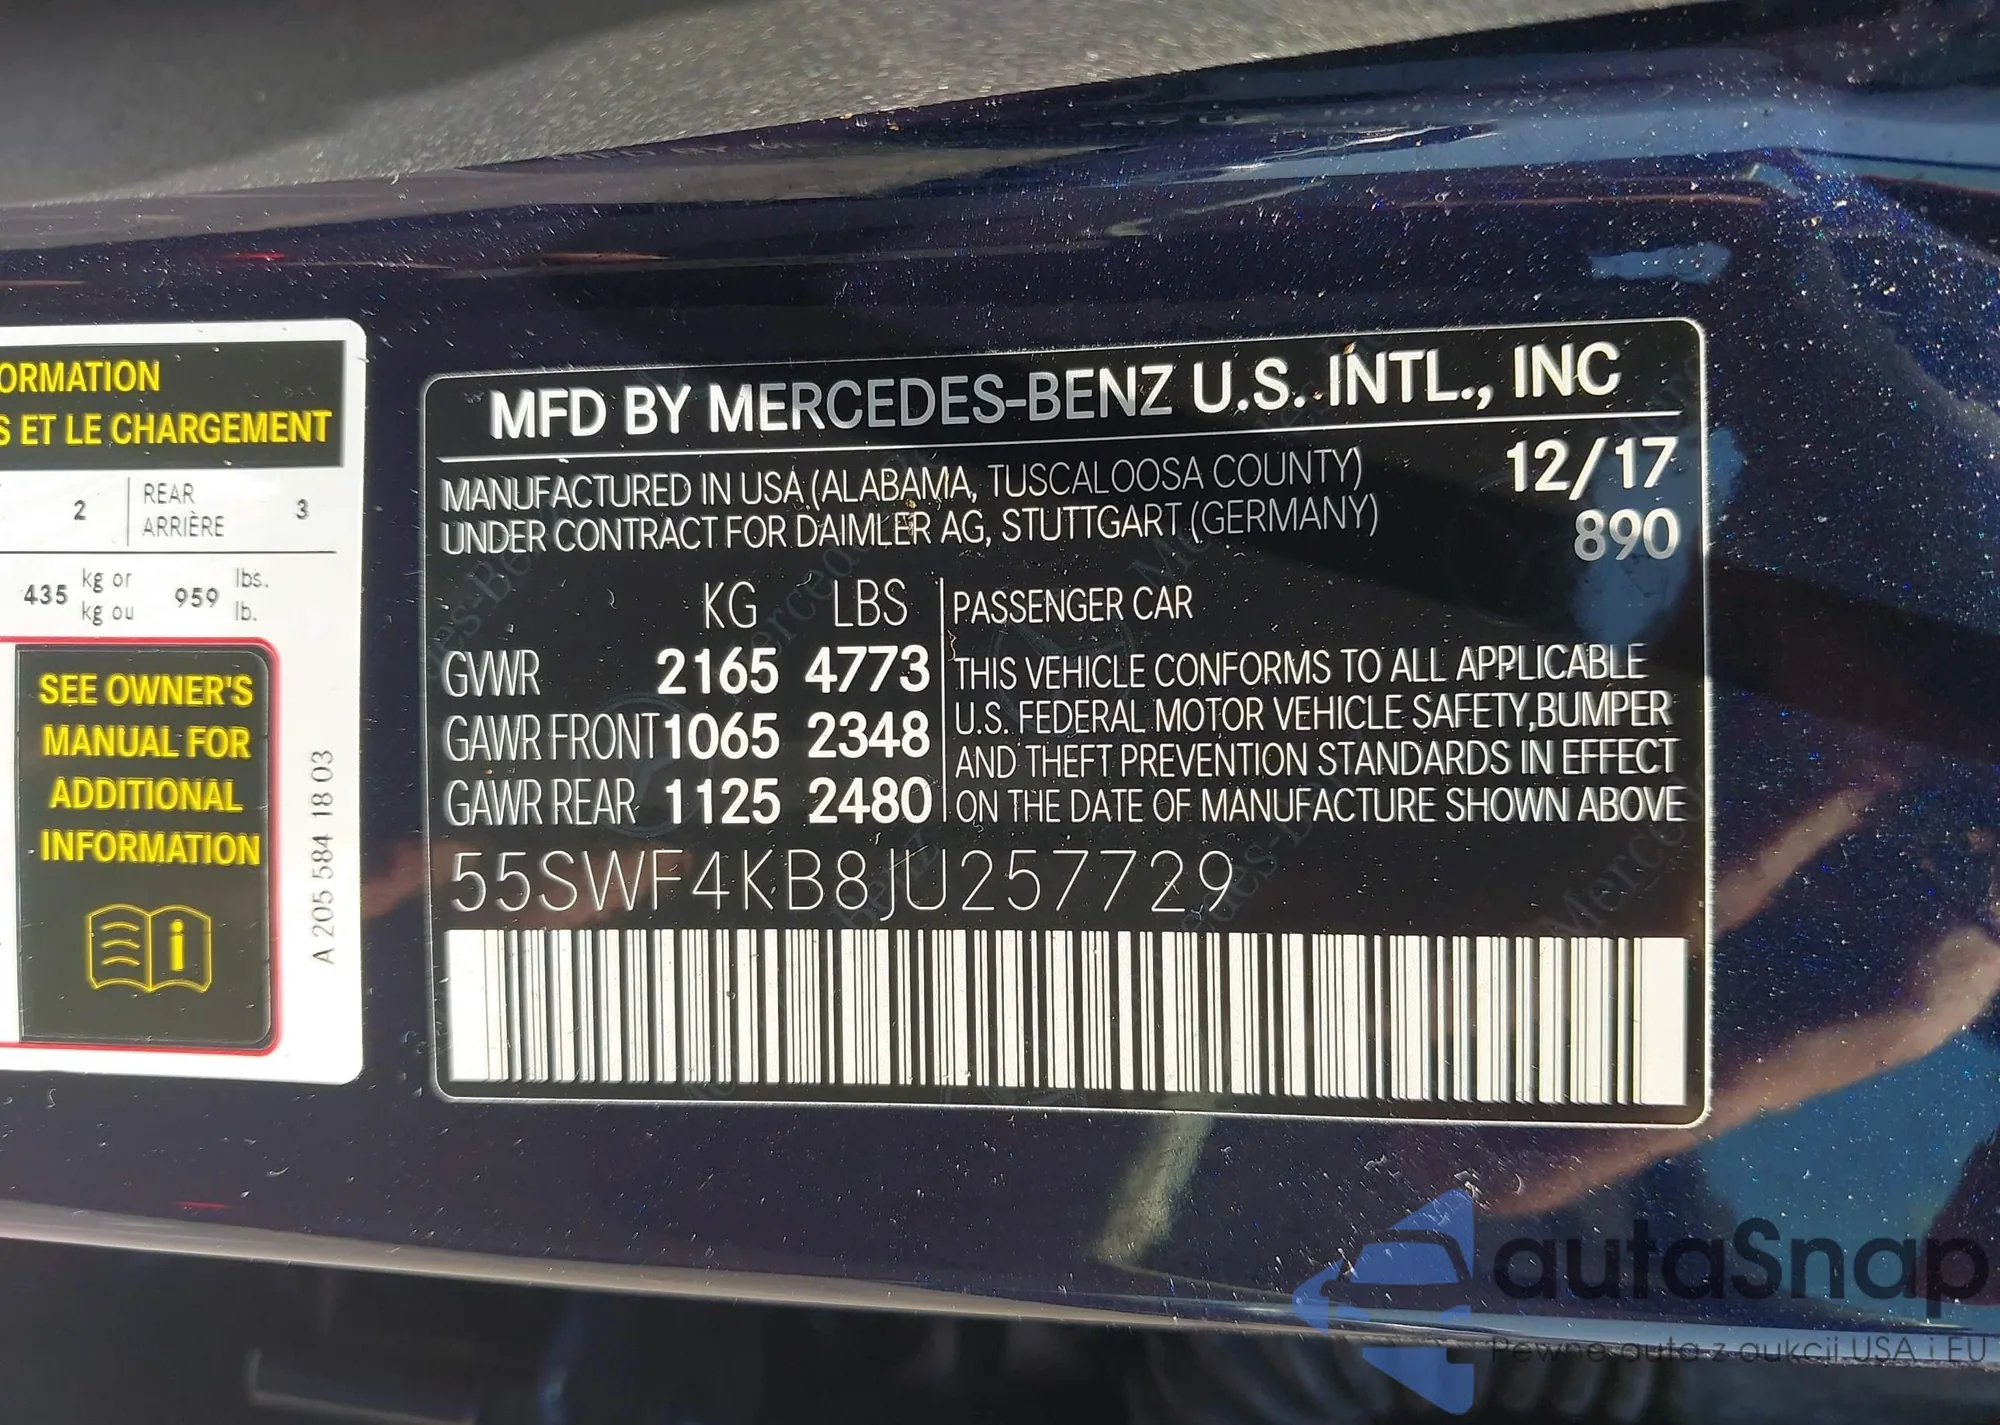 ORMATION
S ET LE CHARGEMENT
2 REAR 3
ARRIÈRE
435 kg or 959 lbs.
kg ou lb.
SEE OWNER'S
MANUAL FOR
ADDITIONAL
INFORMATION
i
A 205 584 18 03
MFD BY MERCEDES-BENZ U.S. INTL., INC
MANUFACTURED IN USA (ALABAMA, TUSCALOOSA COUNTY) 12/17
UNDER CONTRACT FOR DAIMLER AG, STUTTGART (GERMANY) 890
KG LBS PASSENGER CAR
GVWR 2165 4773 THIS VEHICLE CONFORMS TO ALL APPLICABLE
U.S. FEDERAL MOTOR VEHICLE SAFETY, BUMPER
GAWR FRONT 1065 2348 AND THEFT PREVENTION STANDARDS IN EFFECT
GAWR REAR 1125 2480 ON THE DATE OF MANUFACTURE SHOWN ABOVE
55SWF4KB8JU257729
autaSnap
Pewne auta z aukcji USA i EU